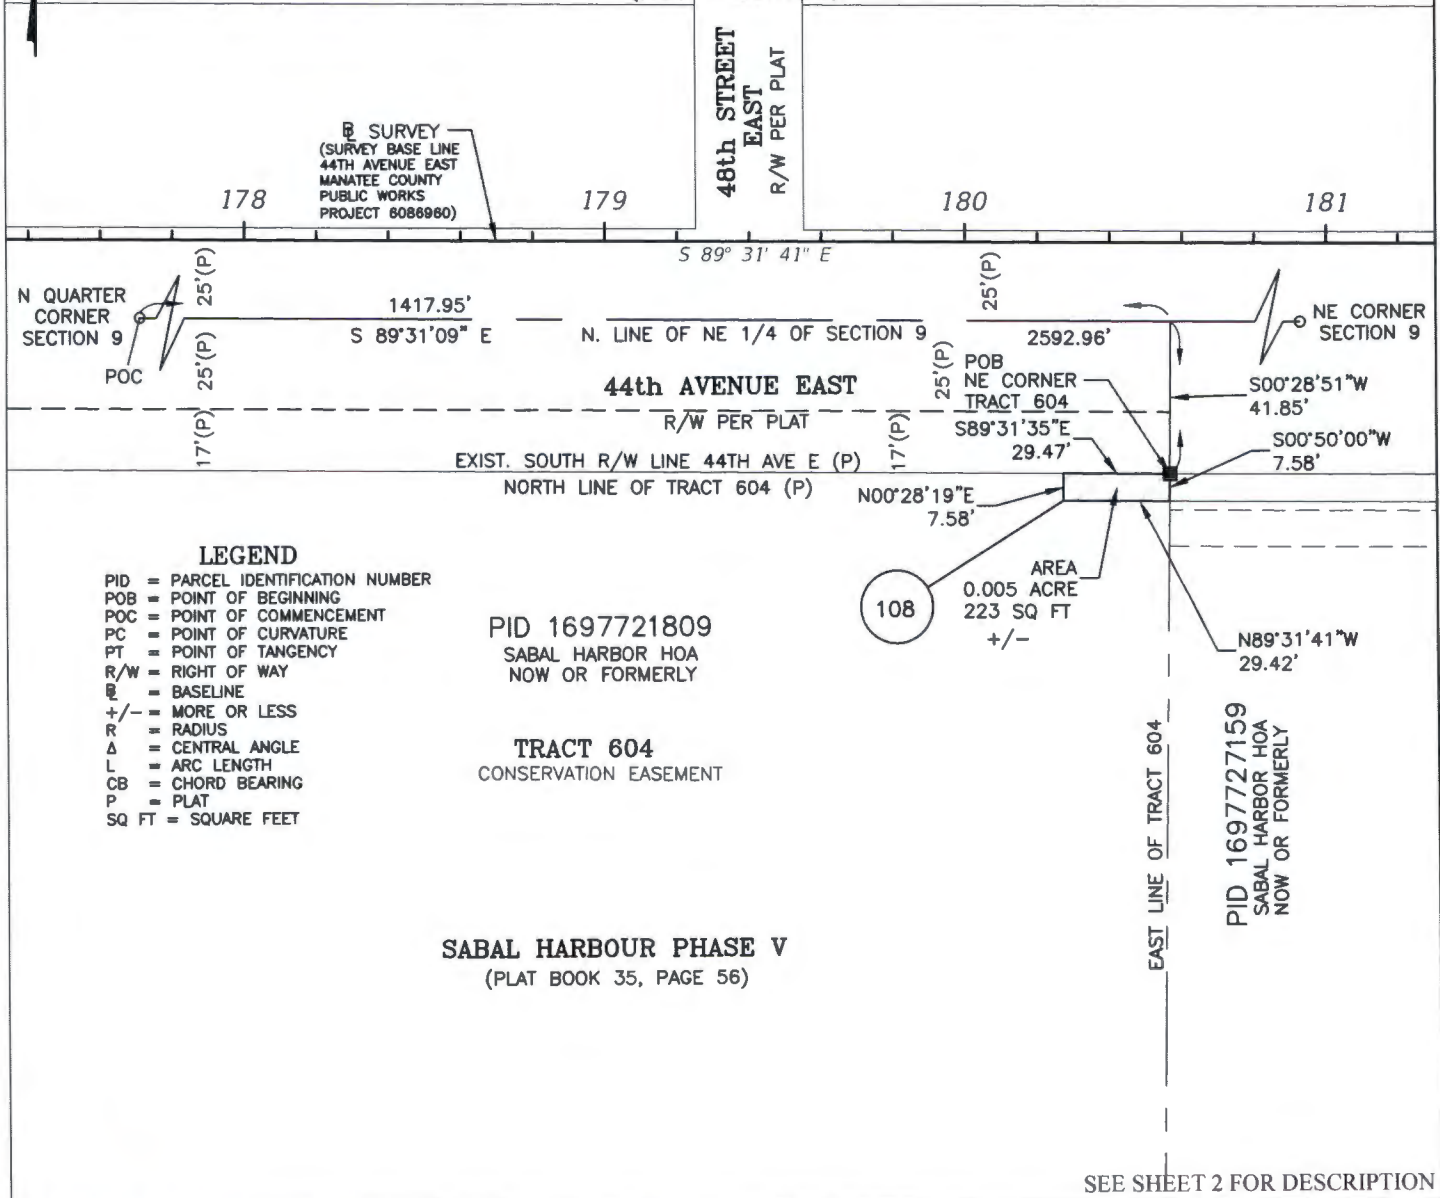 48th STREET
EAST
R/W PER PLAT
B SURVEY
(SURVEY BASE LINE
44TH AVENUE EAST
MANATEE COUNTY
PUBLIC WORKS
PROJECT 6086960)
178
179
180
181
S 89° 31' 41" E
N QUARTER
CORNER
SECTION 9
POC
25'(P)
25'(P)
17'(P)
1417.95'
S 89°31'09" E
N. LINE OF NE 1/4 OF SECTION 9
25'(P)
25'(P)
17'(P)
2592.96'
NE CORNER
SECTION 9
44th AVENUE EAST
R/W PER PLAT
POB
NE CORNER
TRACT 604
S00°28'51"W
41.85'
S89°31'35"E
29.47'
S00°50'00"W
7.58'
EXIST. SOUTH R/W LINE 44TH AVE E (P)
NORTH LINE OF TRACT 604 (P)
N00°28'19"E
7.58'
AREA
0.005 ACRE
223 SQ FT
+/-
108
N89°31'41"W
29.42'
LEGEND
PID = PARCEL IDENTIFICATION NUMBER
POB = POINT OF BEGINNING
POC = POINT OF COMMENCEMENT
PC = POINT OF CURVATURE
PT = POINT OF TANGENCY
R/W = RIGHT OF WAY
BL = BASELINE
+/- = MORE OR LESS
R = RADIUS
Δ = CENTRAL ANGLE
L = ARC LENGTH
CB = CHORD BEARING
P = PLAT
SQ FT = SQUARE FEET
PID 1697721809
SABAL HARBOR HOA
NOW OR FORMERLY
TRACT 604
CONSERVATION EASEMENT
EAST LINE OF TRACT 604
PID 1697727159
SABAL HARBOR HOA
NOW OR FORMERLY
SABAL HARBOUR PHASE V
(PLAT BOOK 35, PAGE 56)
SEE SHEET 2 FOR DESCRIPTION